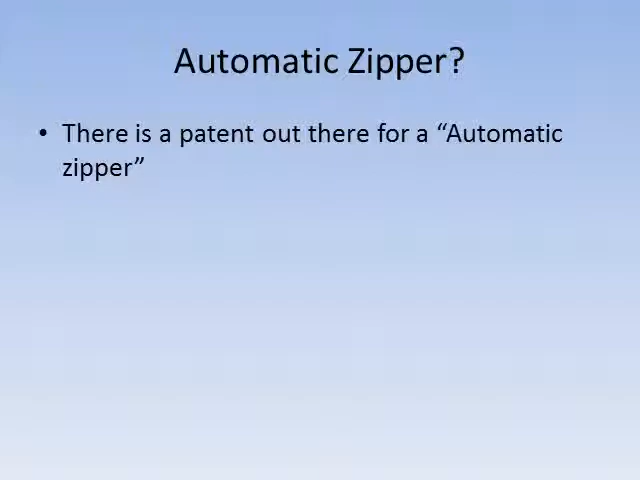 Automatic Zipper?
• There is a patent out there for a “Automatic
zipper”